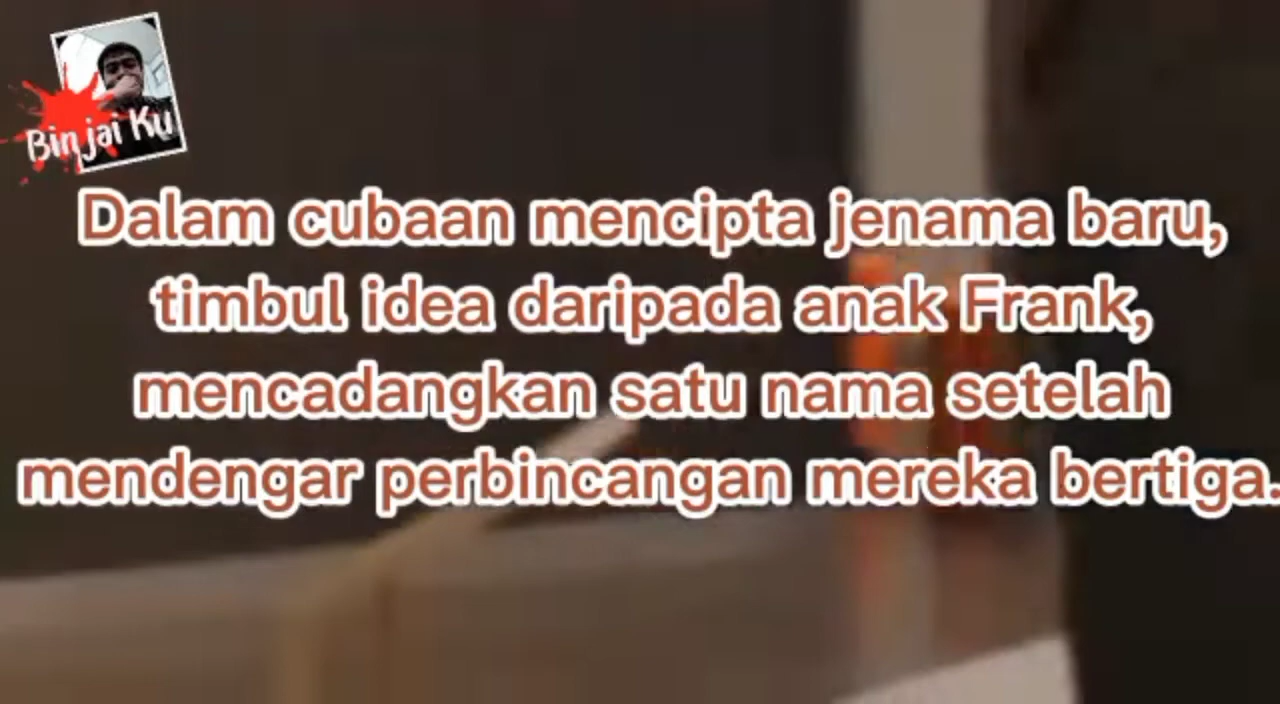 Binjai Ku
Dalam cubaan mencipta jenama baru,
timbul idea daripada anak Frank,
mencadangkan satu nama setelah
mendengar perbincangan mereka bertiga.